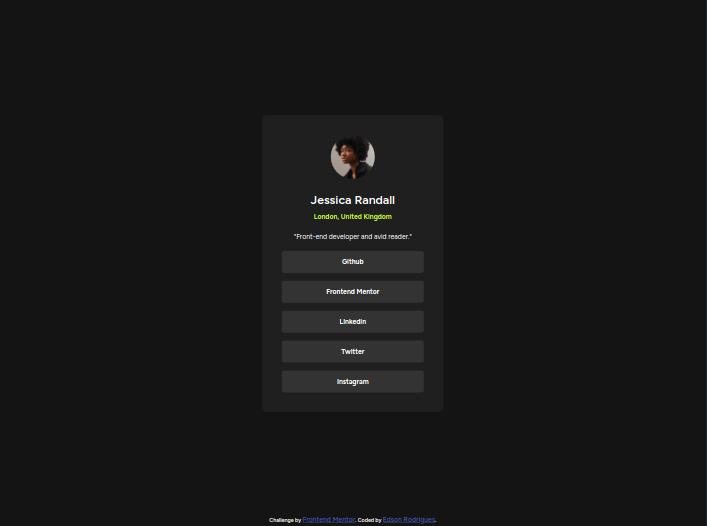 Jessica Randall
London, United Kingdom
"Front-end developer and avid reader."
Github
Frontend Mentor
Linkedin
Twitter
Instagram
Challenge by Frontend Mentor. Coded by Edson Rodrigues.